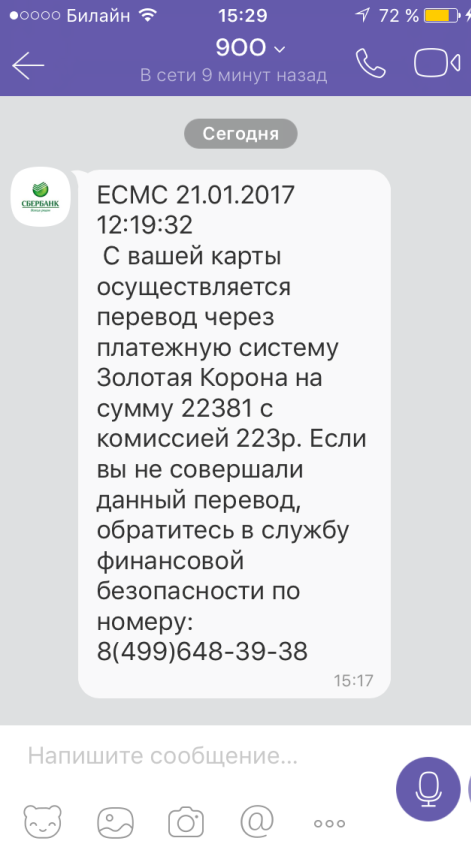 Билайн 15:29 72 %
900
В сети 9 минут назад
Сегодня
СБЕРБАНК
ЕСМС 21.01.2017
12:19:32
С вашей карты
осуществляется
перевод через
платежную систему
Золотая Корона на
сумму 22381 с
комиссией 223р. Если
вы не совершали
данный перевод,
обратитесь в службу
финансовой
безопасности по
номеру:
8(499)648-39-38
15:17
Напишите сообщение...